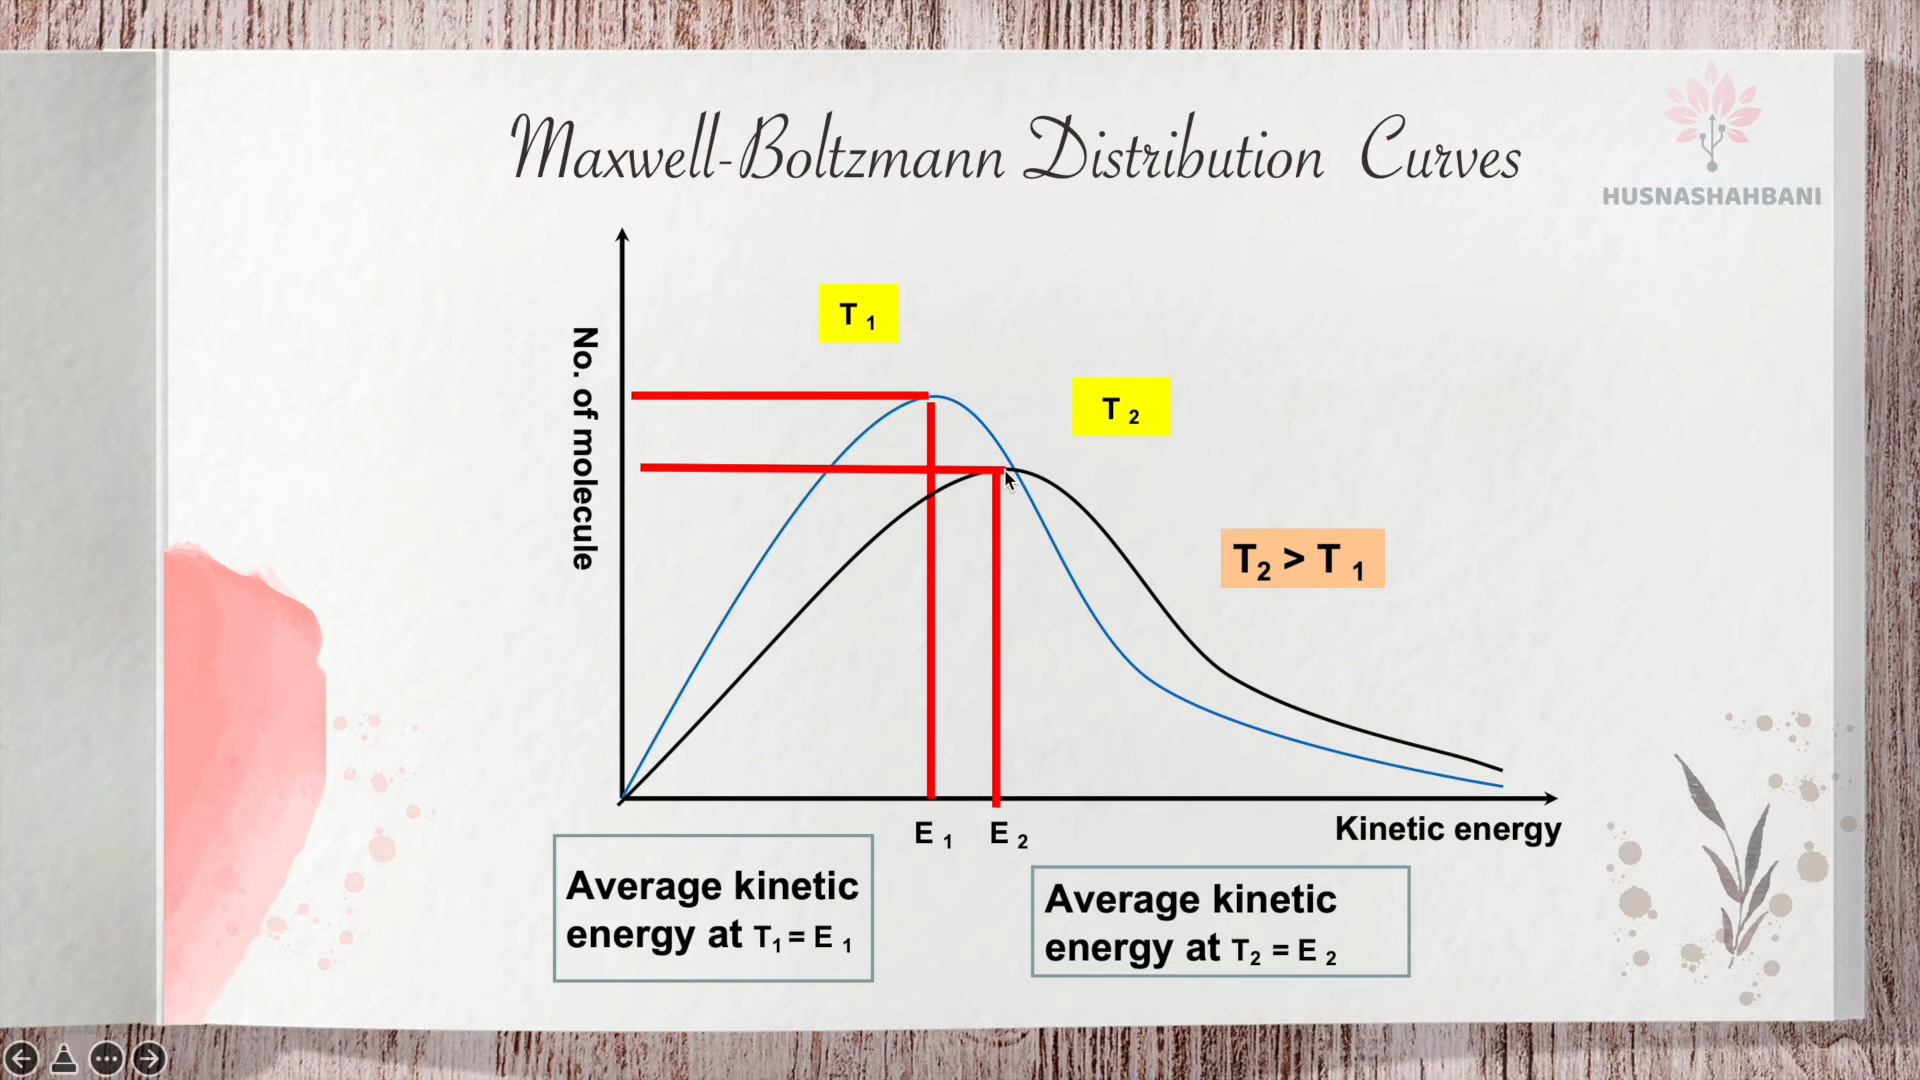 Maxwell-Boltzmann Distribution Curves
HUSNASHAHBANI
T 1
T 2
No. of molecule
T2 > T 1
E 1 E 2
Kinetic energy
Average kinetic
energy at T1 = E 1
Average kinetic
energy at T2 = E 2